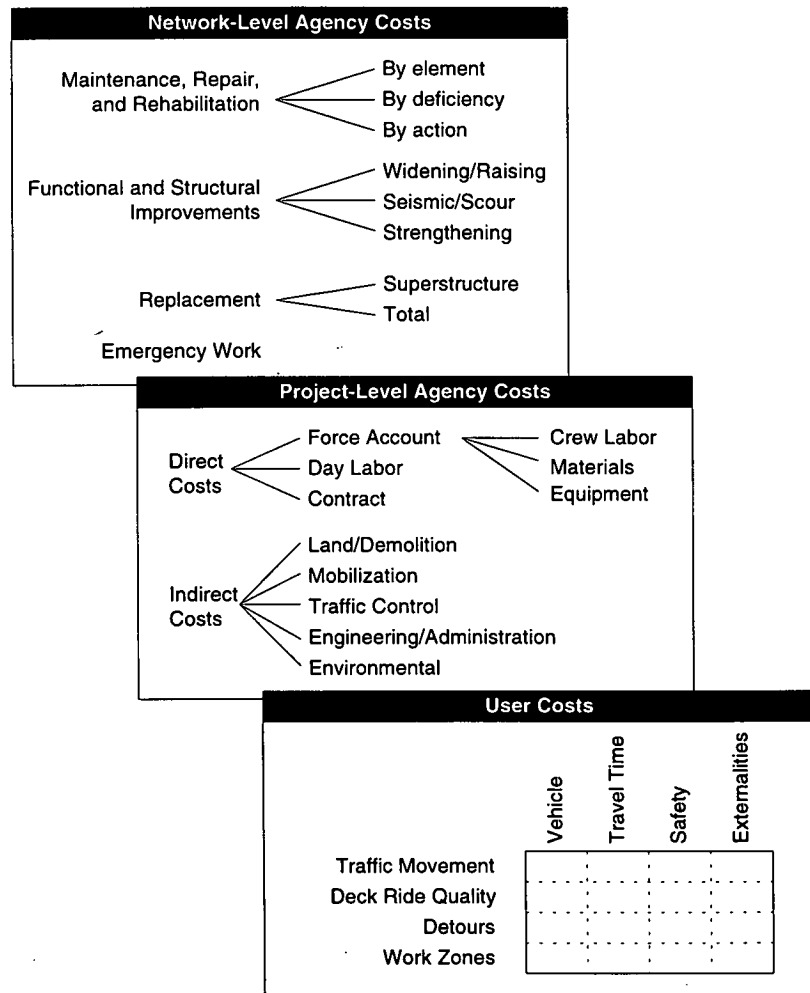 Network-Level Agency Costs
Maintenance, Repair,
and Rehabilitation
By element
By deficiency
By action
Functional and Structural
Improvements
Widening/Raising
Seismic/Scour
Strengthening
Replacement
Superstructure
Total
Emergency Work
Project-Level Agency Costs
Direct
Costs
Force Account
Day Labor
Contract
Crew Labor
Materials
Equipment
Indirect
Costs
Land/Demolition
Mobilization
Traffic Control
Engineering/Administration
Environmental
User Costs
Vehicle
Travel Time
Safety
Externalities
Traffic Movement
Deck Ride Quality
Detours
Work Zones